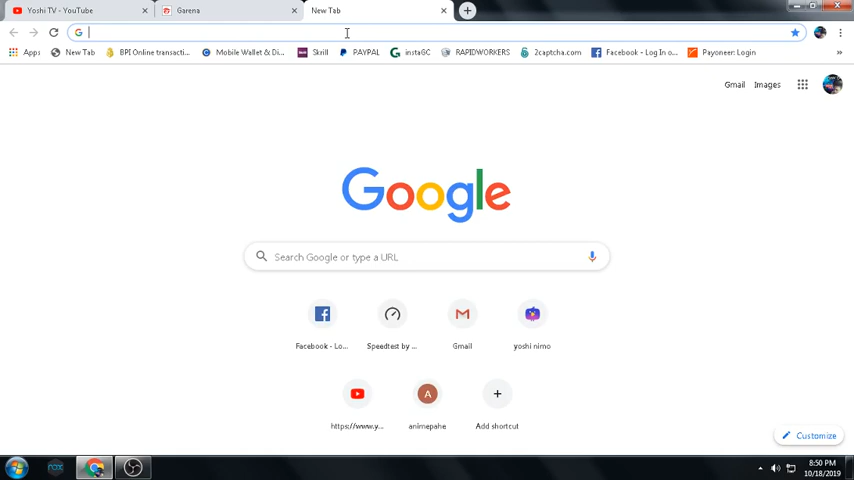 Yoshi TV - YouTube
Garena
New Tab
Apps New Tab BPI Online transacti... Mobile Wallet & Di... Skrill PAYPAL instaGC RAPIDWORKERS 2captcha.com Facebook - Log In o... Payoneer: Login »
Gmail Images
Google
Search Google or type a URL
Facebook - Lo... Speedtest by ... Gmail yoshi nimo
A
https://www.y... animepahe Add shortcut
Customize
nox
8:50 PM
10/18/2019